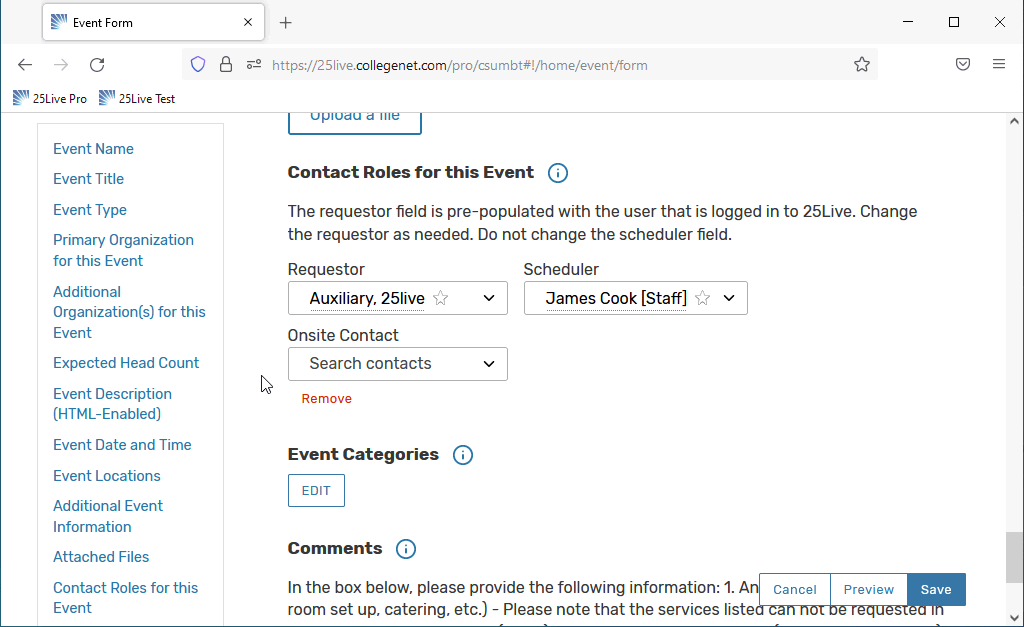 Event Form
https://25live.collegenet.com/pro/csumbt#!/home/event/form
25Live Pro
25Live Test
Event Name
Event Title
Event Type
Primary Organization
for this Event
Additional
Organization(s) for this
Event
Expected Head Count
Event Description
(HTML-Enabled)
Event Date and Time
Event Locations
Additional Event
Information
Attached Files
Contact Roles for this
Event
Upload a file
Contact Roles for this Event
The requestor field is pre-populated with the user that is logged in to 25Live. Change
the requestor as needed. Do not change the scheduler field.
Requestor
Scheduler
Auxiliary, 25live
James Cook [Staff]
Onsite Contact
Search contacts
Remove
Event Categories
EDIT
Comments
In the box below, please provide the following information: 1. An
Cancel
Preview
Save
room set up, catering, etc.) - Please note that the services listed can not be requested in